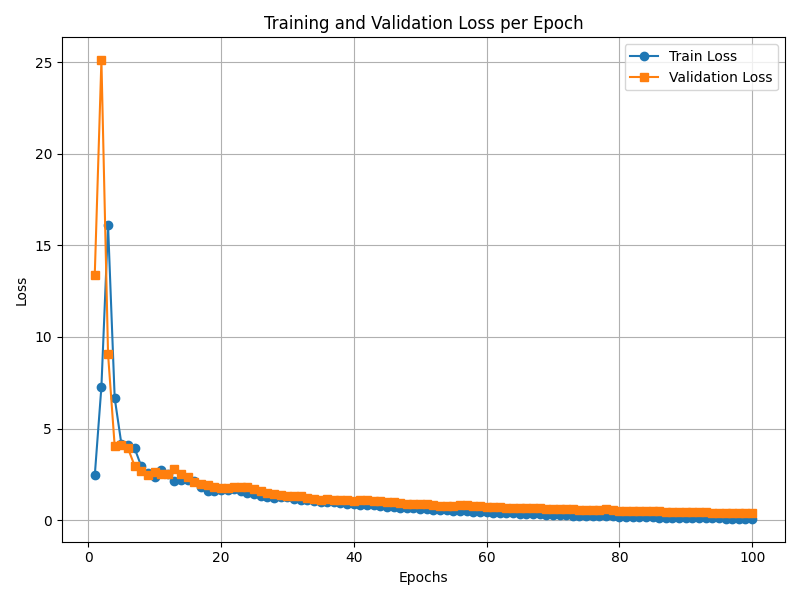 Training and Validation Loss per Epoch
Train Loss
Validation Loss
25
20
15
10
5
0
Loss
0 20 40 60 80 100
Epochs